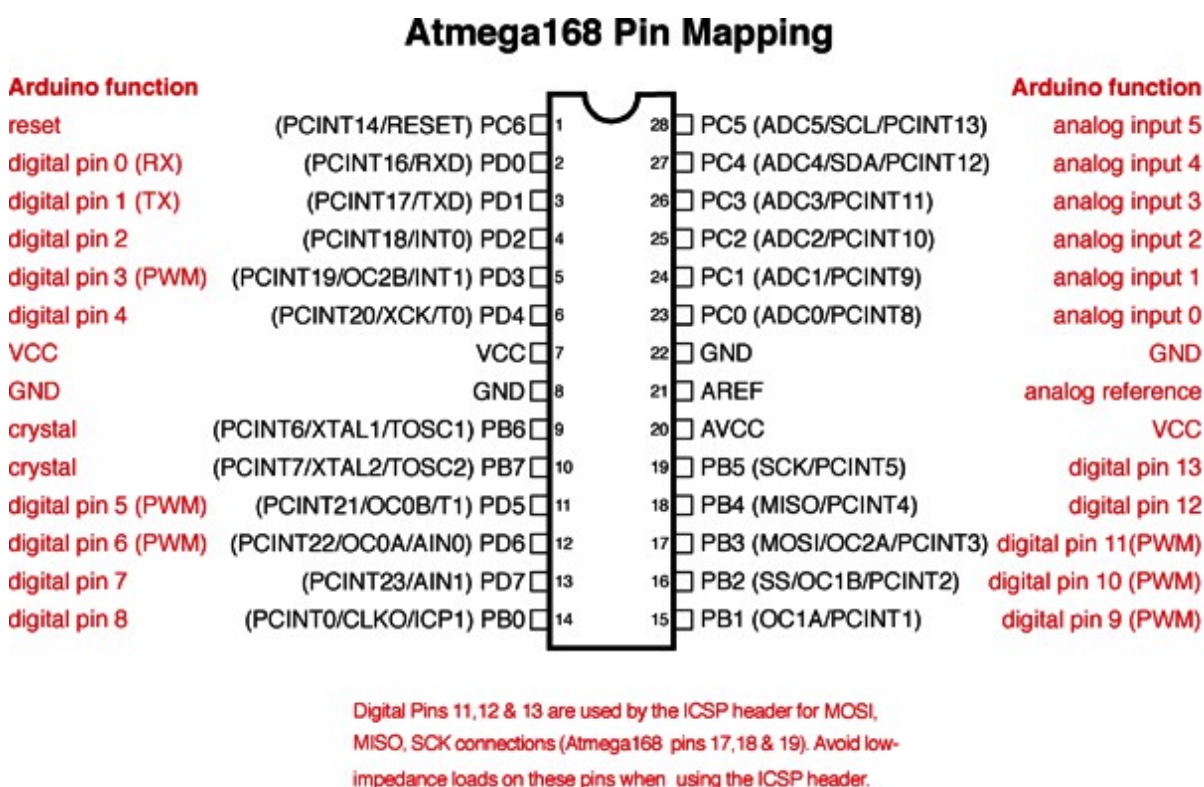 Atmega168 Pin Mapping
Arduino function Arduino function
reset (PCINT14/RESET) PC6 1 28 PC5 (ADC5/SCL/PCINT13) analog input 5
digital pin 0 (RX) (PCINT16/RXD) PD0 2 27 PC4 (ADC4/SDA/PCINT12) analog input 4
digital pin 1 (TX) (PCINT17/TXD) PD1 3 26 PC3 (ADC3/PCINT11) analog input 3
digital pin 2 (PCINT18/INT0) PD2 4 25 PC2 (ADC2/PCINT10) analog input 2
digital pin 3 (PWM) (PCINT19/OC2B/INT1) PD3 5 24 PC1 (ADC1/PCINT9) analog input 1
digital pin 4 (PCINT20/XCK/T0) PD4 6 23 PC0 (ADC0/PCINT8) analog input 0
VCC VCC 7 22 GND GND
GND GND 8 21 AREF analog reference
crystal (PCINT6/XTAL1/TOSC1) PB6 9 20 AVCC VCC
crystal (PCINT7/XTAL2/TOSC2) PB7 10 19 PB5 (SCK/PCINT5) digital pin 13
digital pin 5 (PWM) (PCINT21/OC0B/T1) PD5 11 18 PB4 (MISO/PCINT4) digital pin 12
digital pin 6 (PWM) (PCINT22/OC0A/AIN0) PD6 12 17 PB3 (MOSI/OC2A/PCINT3) digital pin 11(PWM)
digital pin 7 (PCINT23/AIN1) PD7 13 16 PB2 (SS/OC1B/PCINT2) digital pin 10 (PWM)
digital pin 8 (PCINT0/CLKO/ICP1) PB0 14 15 PB1 (OC1A/PCINT1) digital pin 9 (PWM)
Digital Pins 11,12 & 13 are used by the ICSP header for MOSI,
MISO, SCK connections (Atmega168 pins 17,18 & 19). Avoid low-
impedance loads on these pins when using the ICSP header.